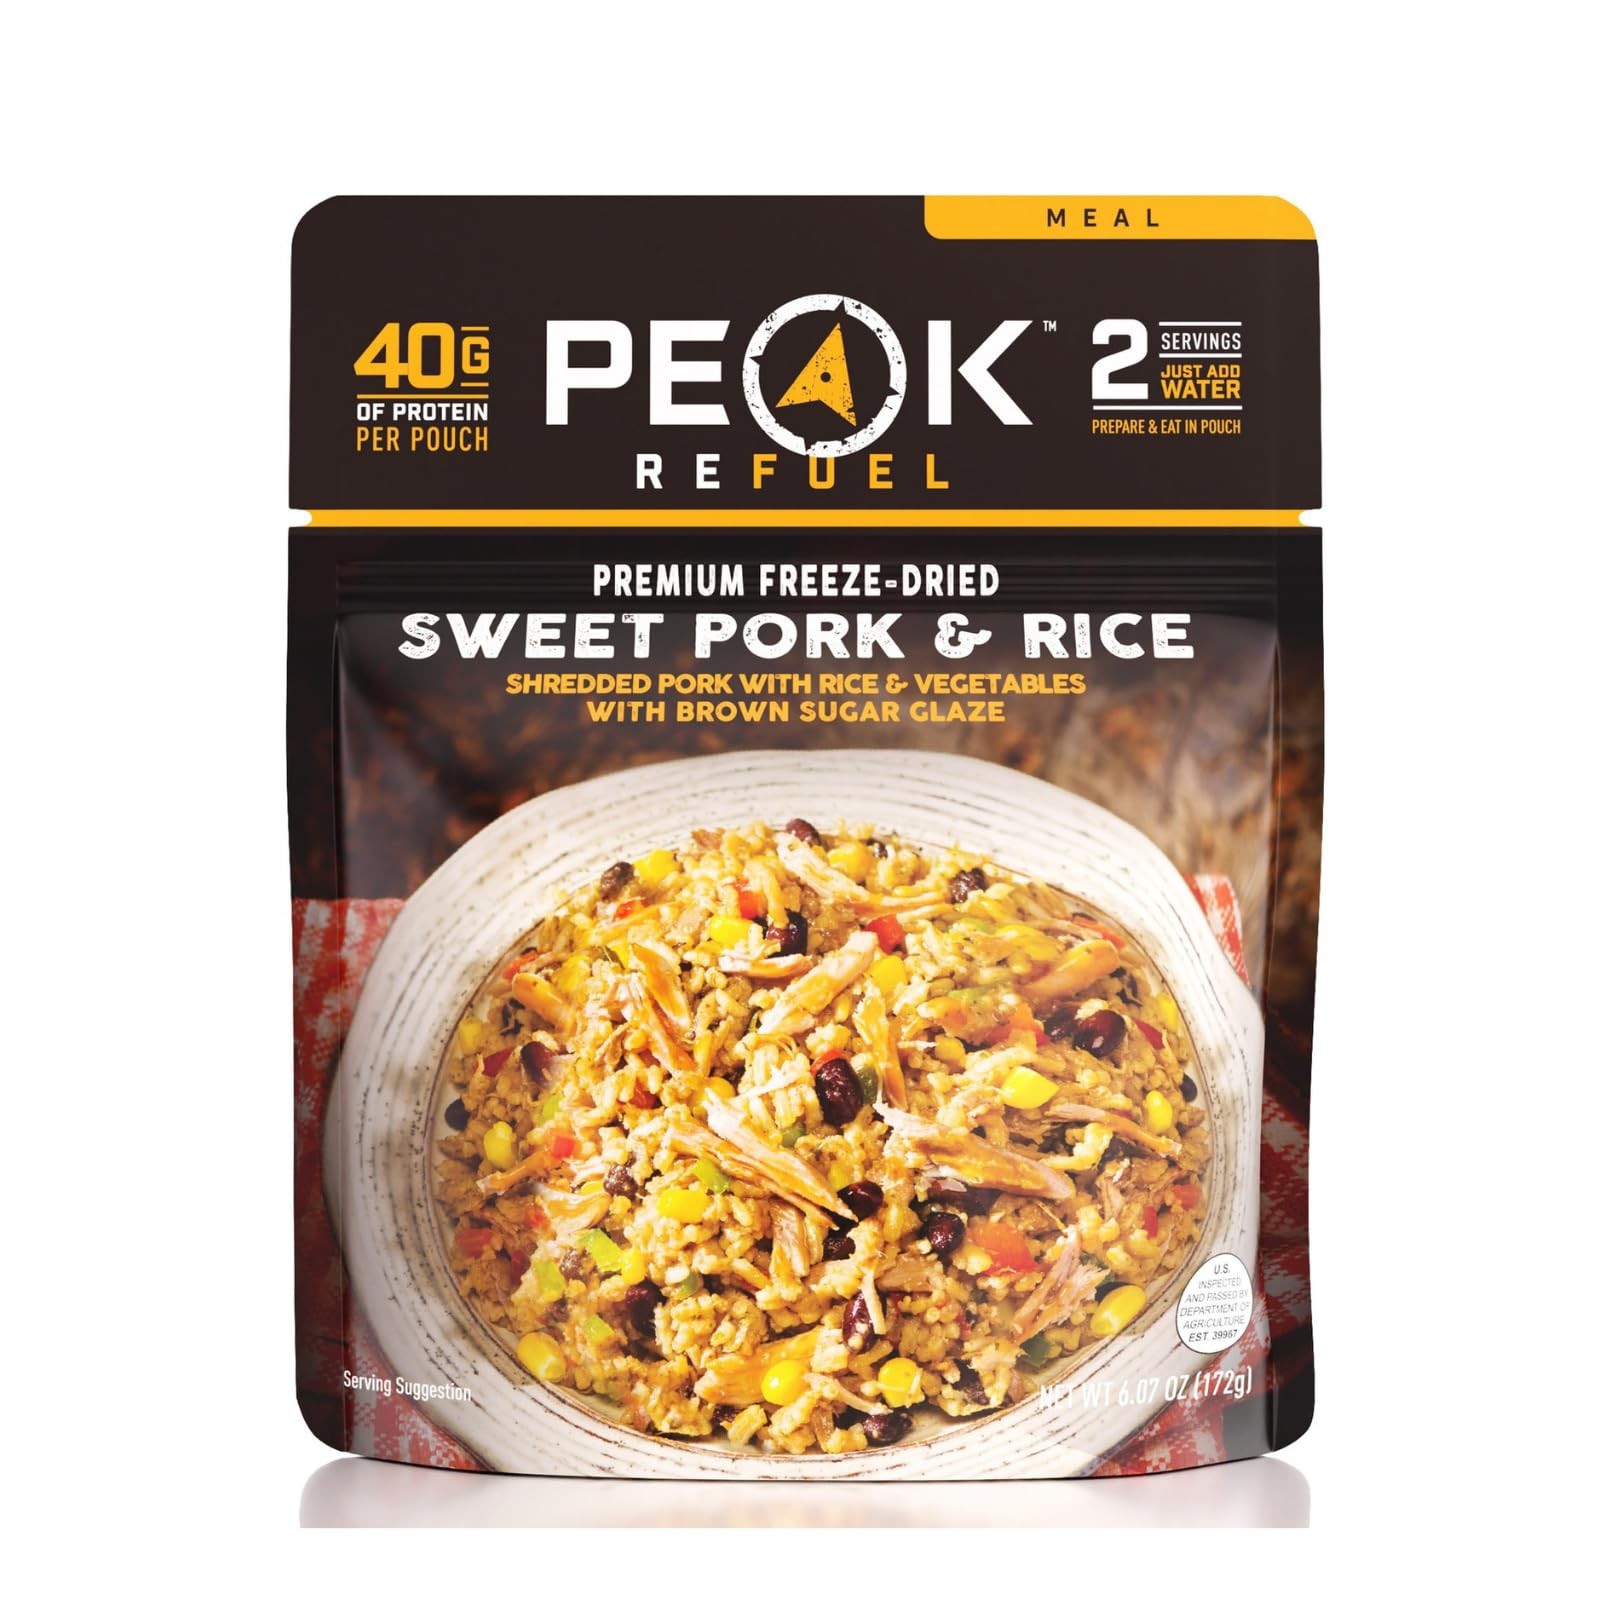 MEAL
40G
OF PROTEIN
PER POUCH
PEAK™
REFUEL
2
SERVINGS
JUST ADD
WATER
PREPARE & EAT IN POUCH
PREMIUM FREEZE-DRIED
SWEET PORK & RICE
SHREDDED PORK WITH RICE & VEGETABLES
WITH BROWN SUGAR GLAZE
U.S.
INSPECTED
AND PASSED BY
DEPARTMENT OF
AGRICULTURE
EST. 39967
Serving Suggestion
NET WT 6.07 OZ (172g)